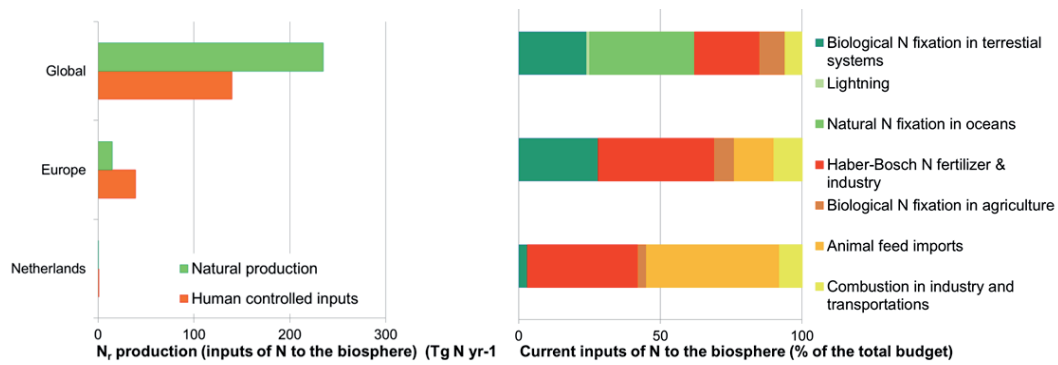 Global
Europe
Netherlands
Natural production
Human controlled inputs
0
100
200
300
Nr production (inputs of N to the biosphere) (Tg N yr-1
0
50
100
Current inputs of N to the biosphere (% of the total budget)
Biological N fixation in terrestial
systems
Lightning
Natural N fixation in oceans
Haber-Bosch N fertilizer &
industry
Biological N fixation in agriculture
Animal feed imports
Combustion in industry and
transportations